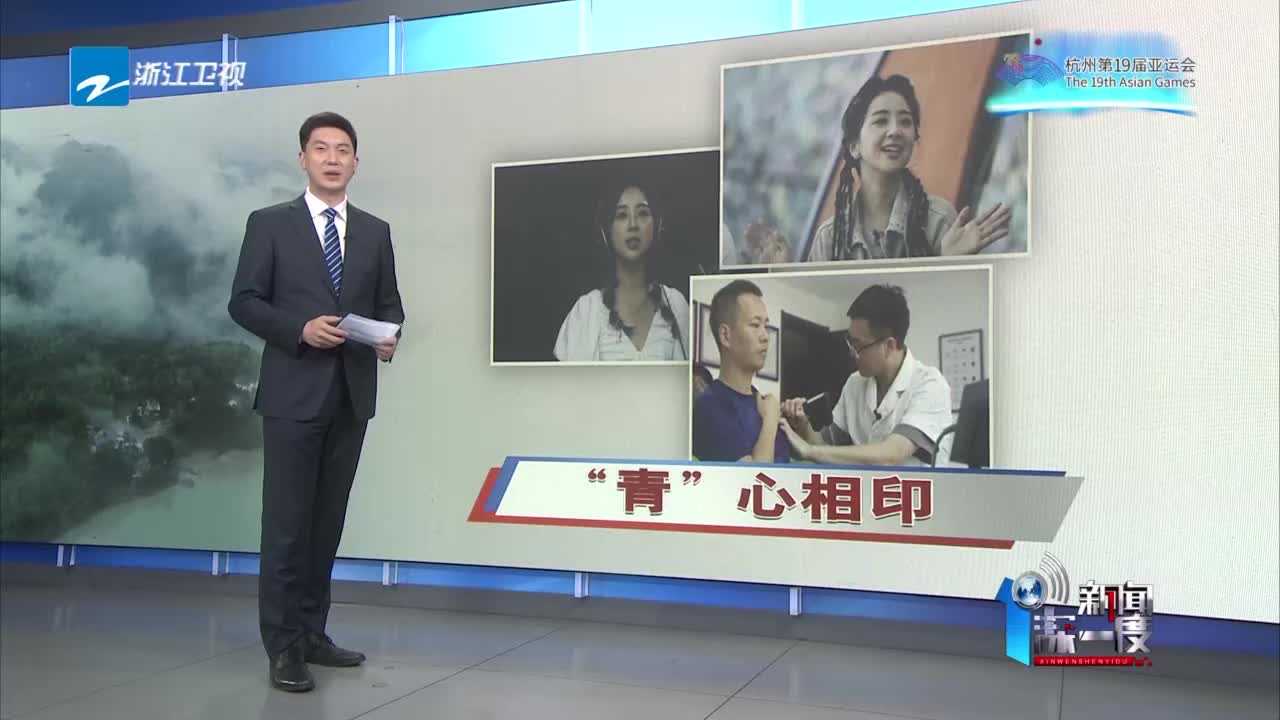 浙江卫视
杭州第19届亚运会
The 19th Asian Games
“青”心相印
新闻
深一度
XINWENSHENYIDU